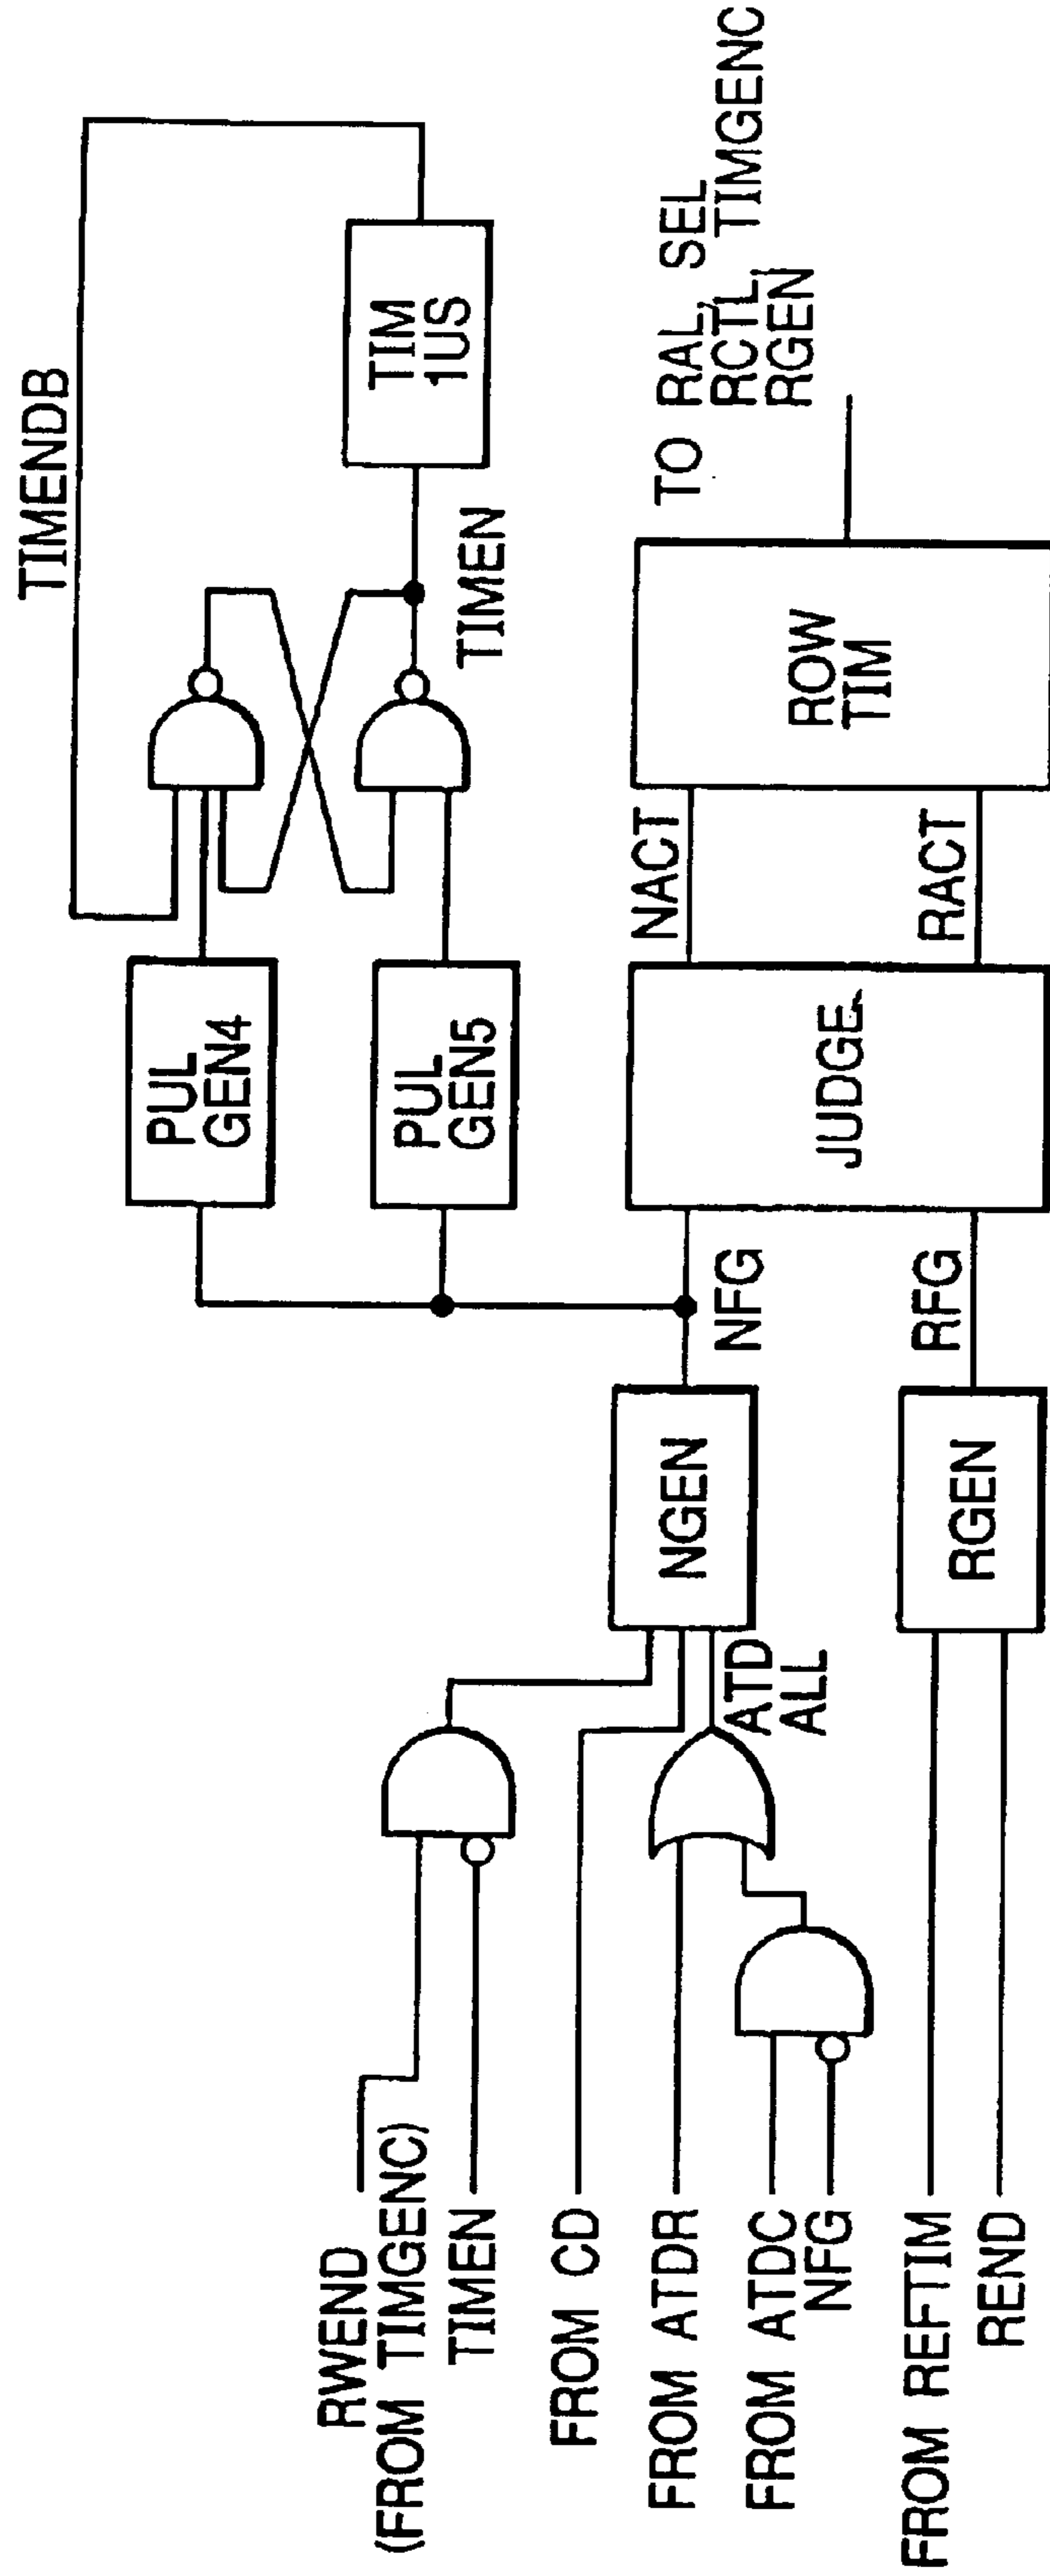 TIMENDB
PUL
GEN4
PUL
GEN5
TIM
1US
TIMEN
RWEND
(FROM TIMGENC)
TIMEN
FROM CD
FROM ATDR
FROM ATDC
NFG
ATD
ALL
NGEN
NFG
JUDGE
NACT
RACT
ROW
TIM
TO RAL, SEL
RCTL, TIMGENC
RGEN
FROM REFTIM
REND
RGEN
RFG